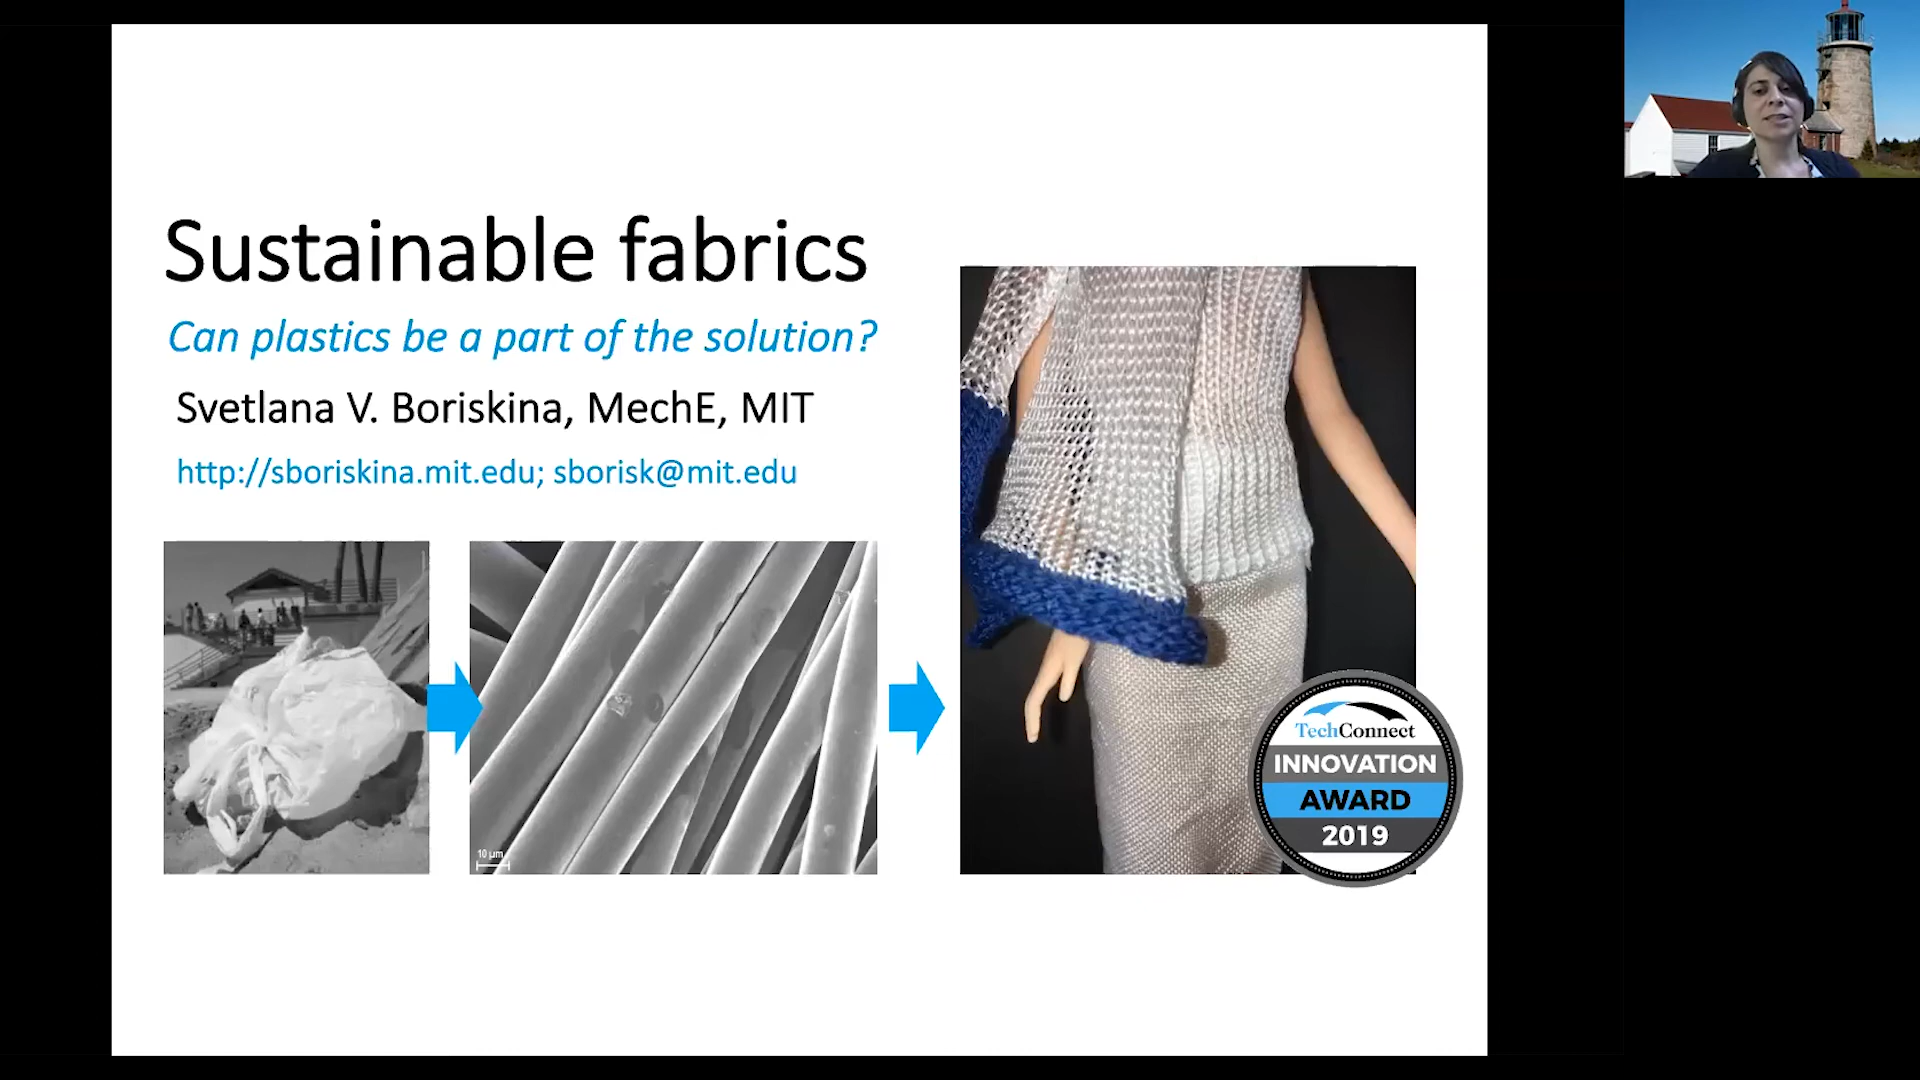 Sustainable fabrics
Can plastics be a part of the solution?
Svetlana V. Boriskina, MechE, MIT
http://sboriskina.mit.edu; sborisk@mit.edu
10 µm
TechConnect
INNOVATION
AWARD
2019